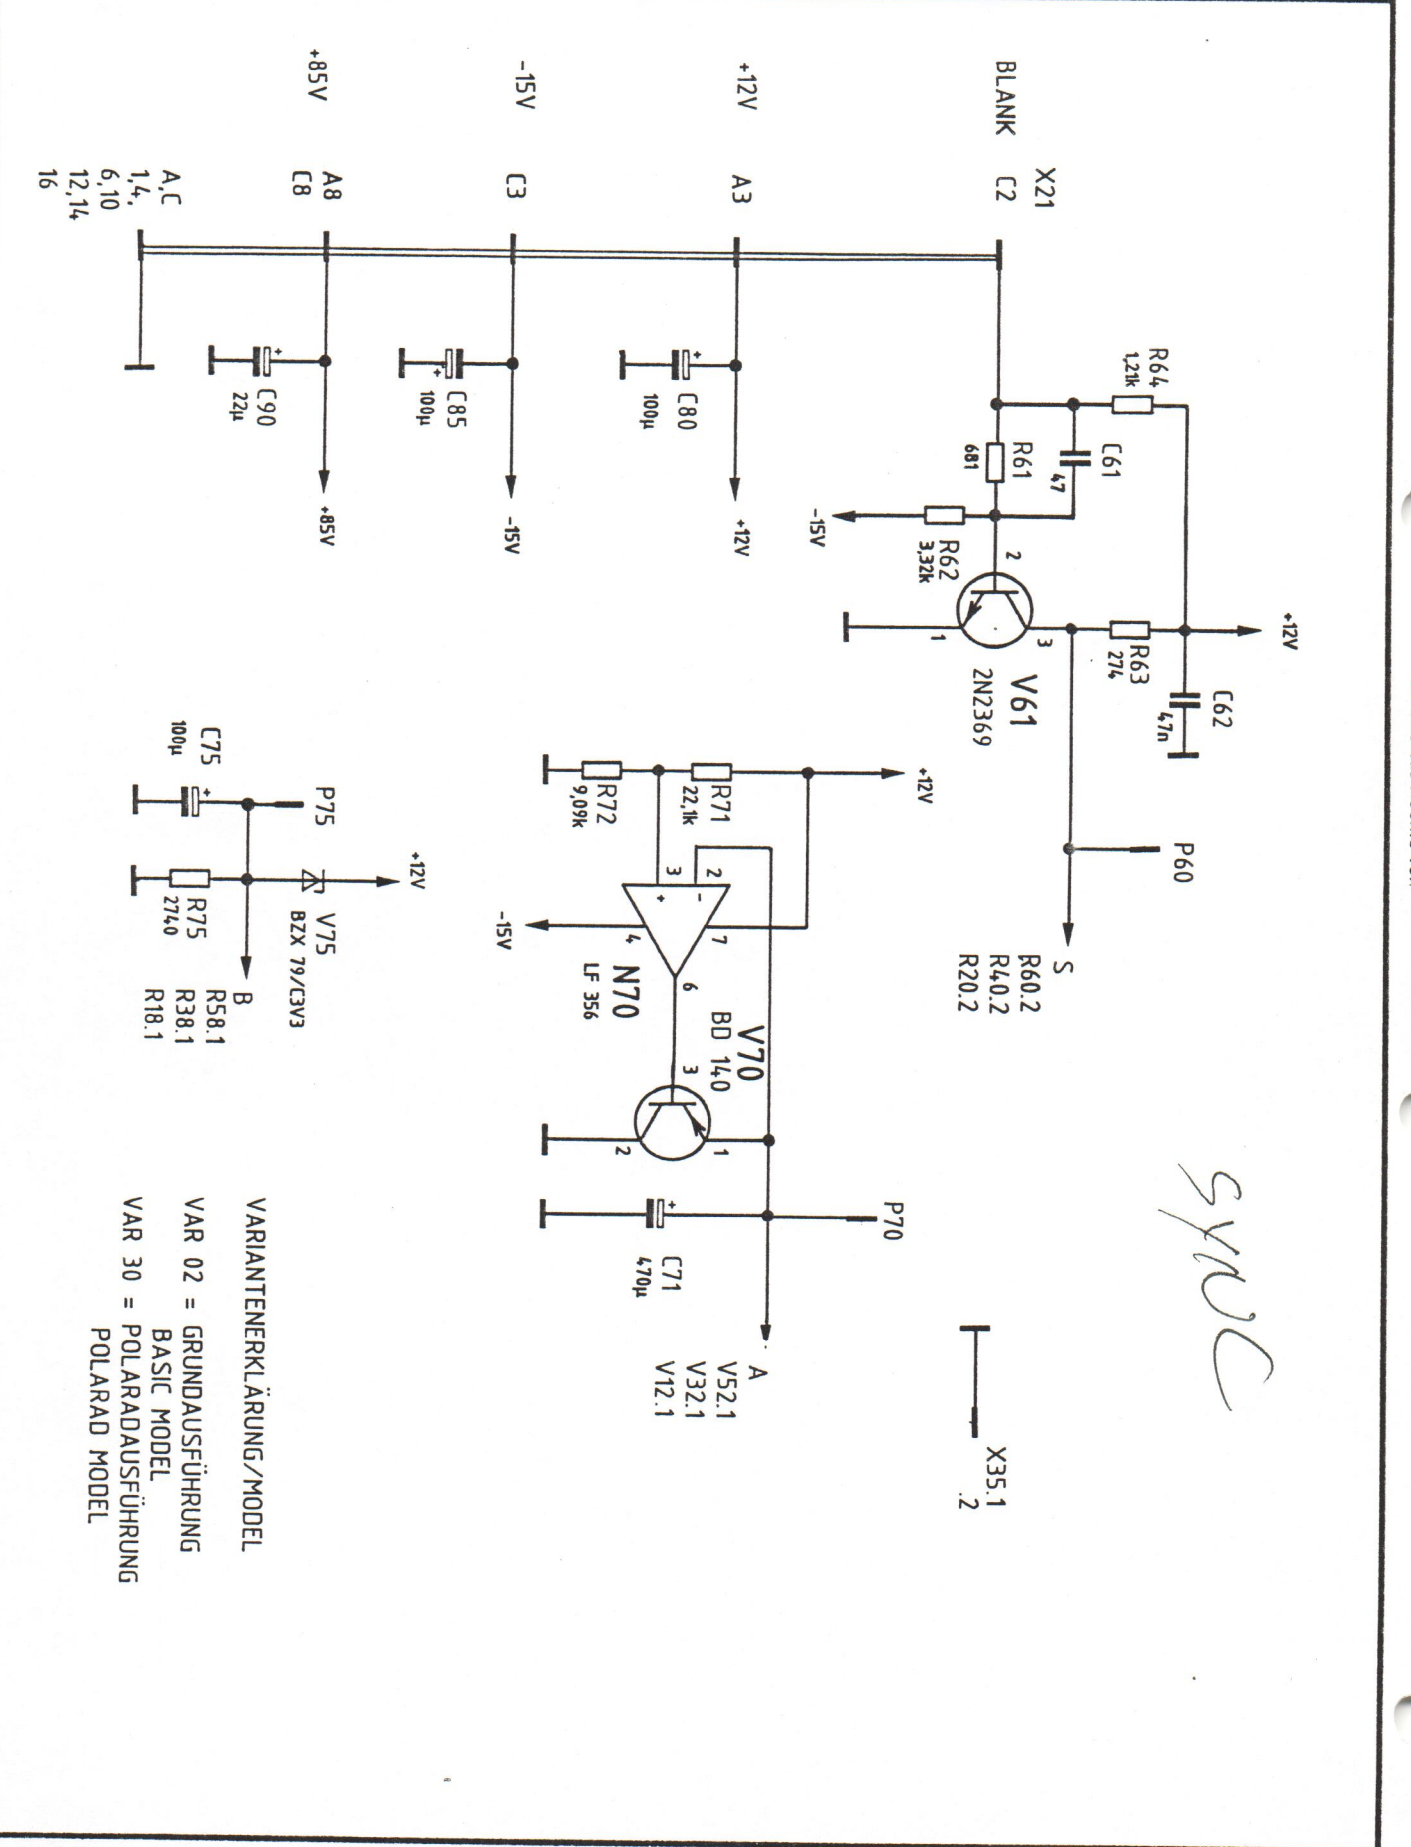 X21
BLANK C2
+12V A3
-15V C3
+85V A8
C8
A,C
1,4,
6,10
12,14
16
R64
1,21k
C61
47
R61
681
R62
3,32k
-15V
2
1
3
V61
2N2369
R63
274
+12V
C62
47n
P60
S
R60.2
R40.2
R20.2
C80
100µ
+12V
C85
100µ
-15V
C90
22µ
+85V
+12V
R71
22,1k
R72
9,09k
3
2
+
-
7
4
6
-15V
N70
LF 356
V70
BD 140
3
1
2
P70
C71
470µ
A
V52.1
V32.1
V12.1
P75
C75
100µ
R75
2740
+12V
V75
BZX 79/C3V3
B
R58.1
R38.1
R18.1
SYNC
X35.1
.2
VARIANTENERKLÄRUNG/MODEL
VAR 02 = GRUNDAUSFÜHRUNG
BASIC MODEL
VAR 30 = POLARADAUSFÜHRUNG
POLARAD MODEL